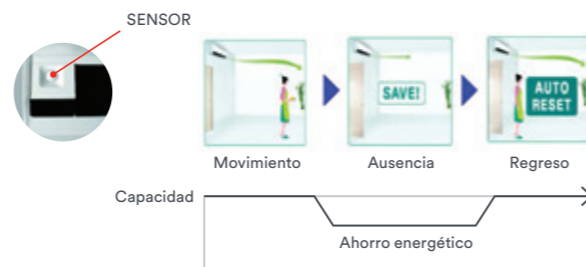 SENSOR
SAVE!
AUTO
RESET
Movimiento
Ausencia
Regreso
Capacidad
Ahorro energético